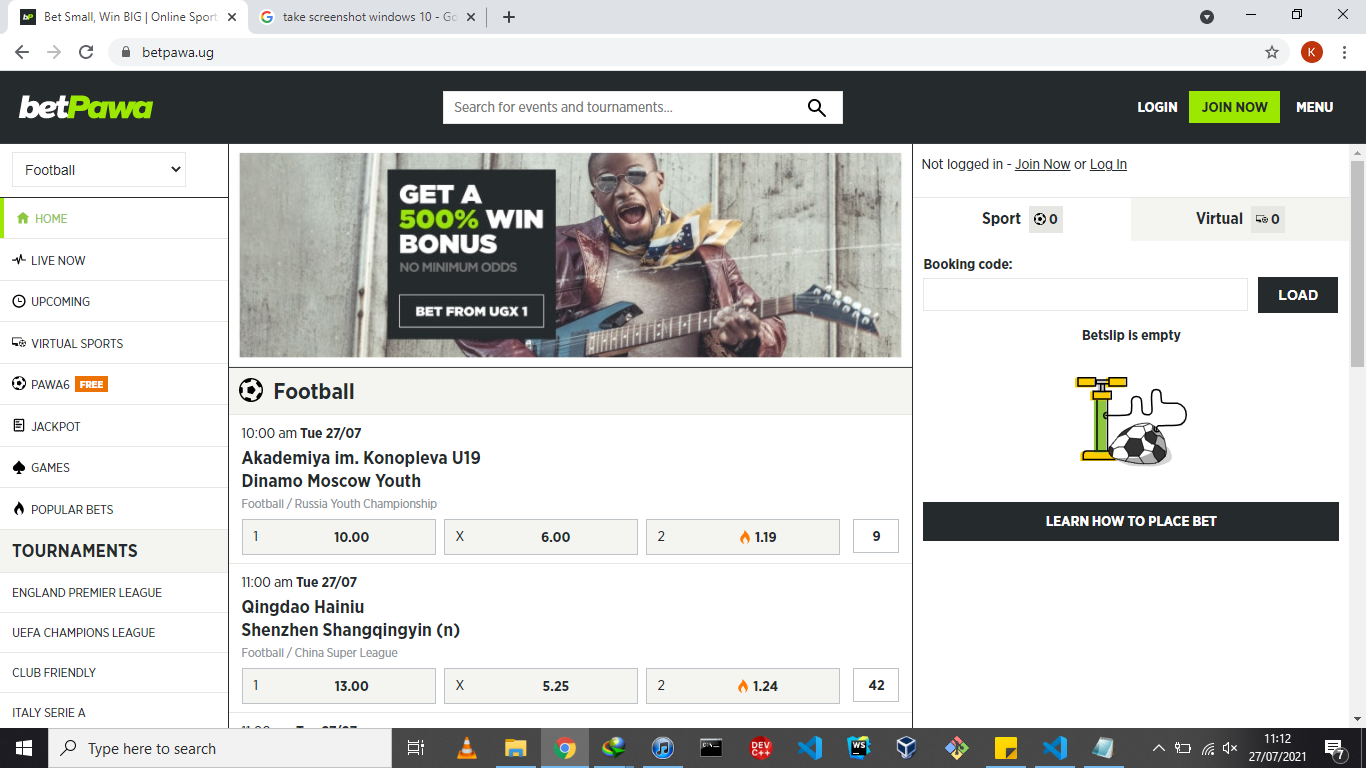 Bet Small, Win BIG | Online Sport
take screenshot windows 10 - Go
betpawa.ug
K
betPawa
Search for events and tournaments...
LOGIN
JOIN NOW
MENU
Football
HOME
LIVE NOW
UPCOMING
VIRTUAL SPORTS
PAWA6 FREE
JACKPOT
GAMES
POPULAR BETS
TOURNAMENTS
ENGLAND PREMIER LEAGUE
UEFA CHAMPIONS LEAGUE
CLUB FRIENDLY
ITALY SERIE A
GET A
500% WIN
BONUS
NO MINIMUM ODDS
BET FROM UGX 1
Football
10:00 am Tue 27/07
Akademiya im. Konopleva U19
Dinamo Moscow Youth
Football / Russia Youth Championship
1 10.00 X 6.00 2 1.19 9
11:00 am Tue 27/07
Qingdao Hainiu
Shenzhen Shangqingyin (n)
Football / China Super League
1 13.00 X 5.25 2 1.24 42
Not logged in - Join Now or Log In
Sport 0 Virtual 0
Booking code:
LOAD
Betslip is empty
LEARN HOW TO PLACE BET
Type here to search
DEV
C++
WS
11:12
27/07/2021
7